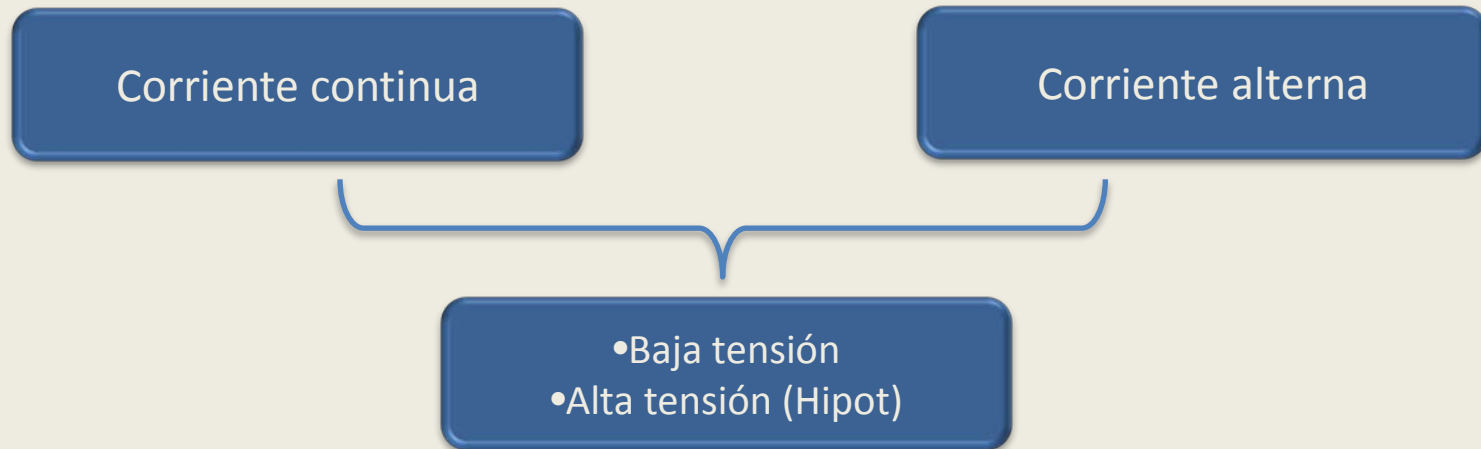 Corriente continua
Corriente alterna
•Baja tensión
•Alta tensión (Hipot)